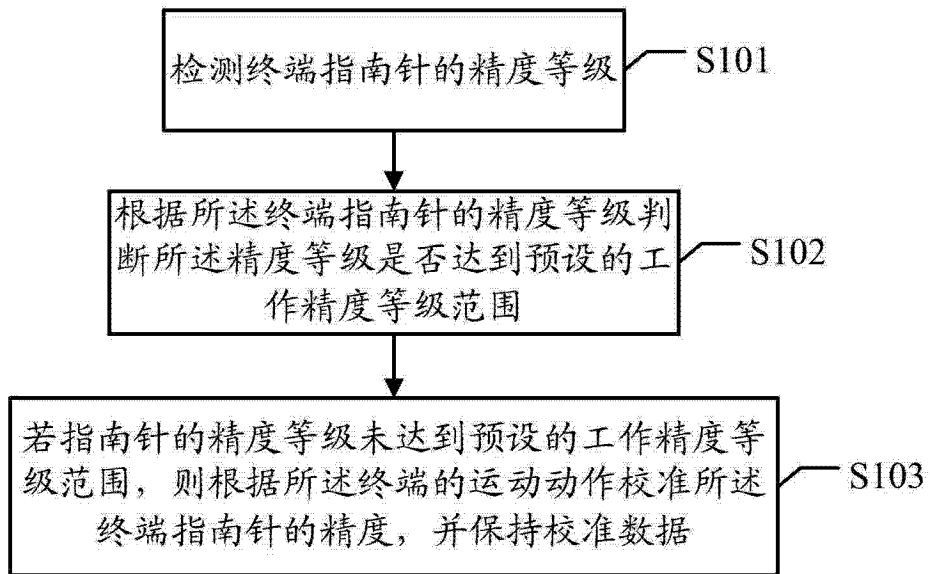 检测终端指南针的精度等级
S101
根据所述终端指南针的精度等级判
断所述精度等级是否达到预设的工
作精度等级范围
S102
若指南针的精度等级未达到预设的工作精度等
级范围，则根据所述终端的运动动作校准所述
终端指南针的精度，并保持校准数据
S103